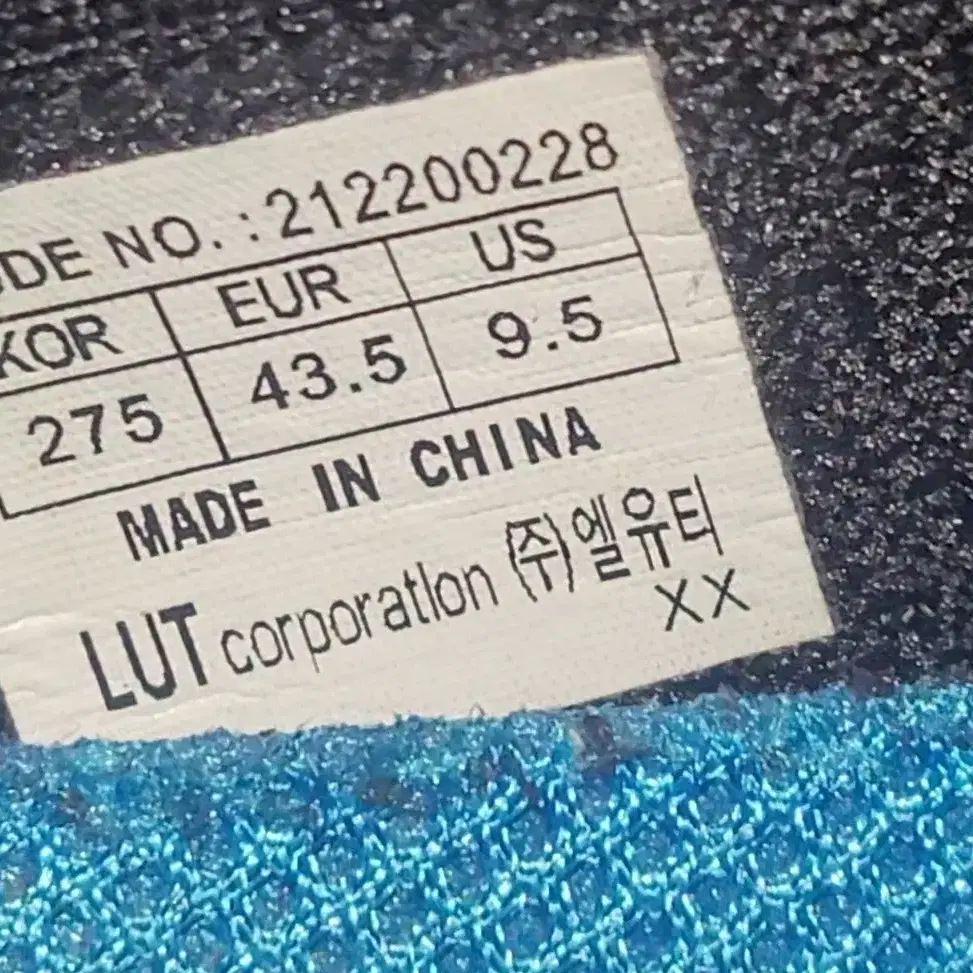 ODE NO. : 212200228
KOR EUR US
275 43.5 9.5
MADE IN CHINA
LUT corporation (주)엘유티
XX